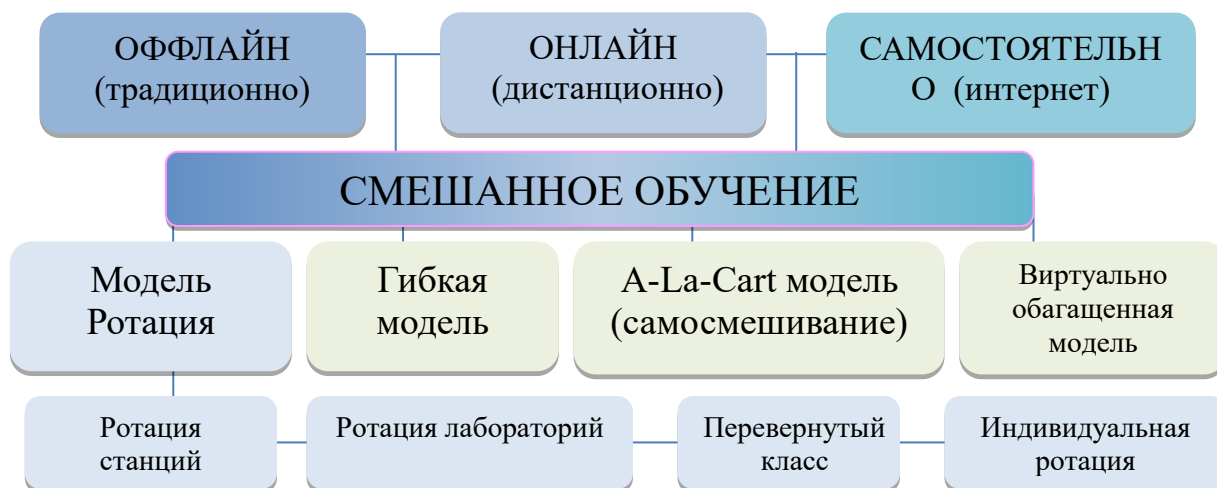 ОФФЛАЙН
(традиционно)
ОНЛАЙН
(дистанционно)
САМОСТОЯТЕЛЬН
О (интернет)
СМЕШАННОЕ ОБУЧЕНИЕ
Модель
Ротация
Гибкая
модель
A-La-Cart модель
(самосмешивание)
Виртуально
обагащенная
модель
Ротация
станций
Ротация лабораторий
Перевернутый
класс
Индивидуальная
ротация